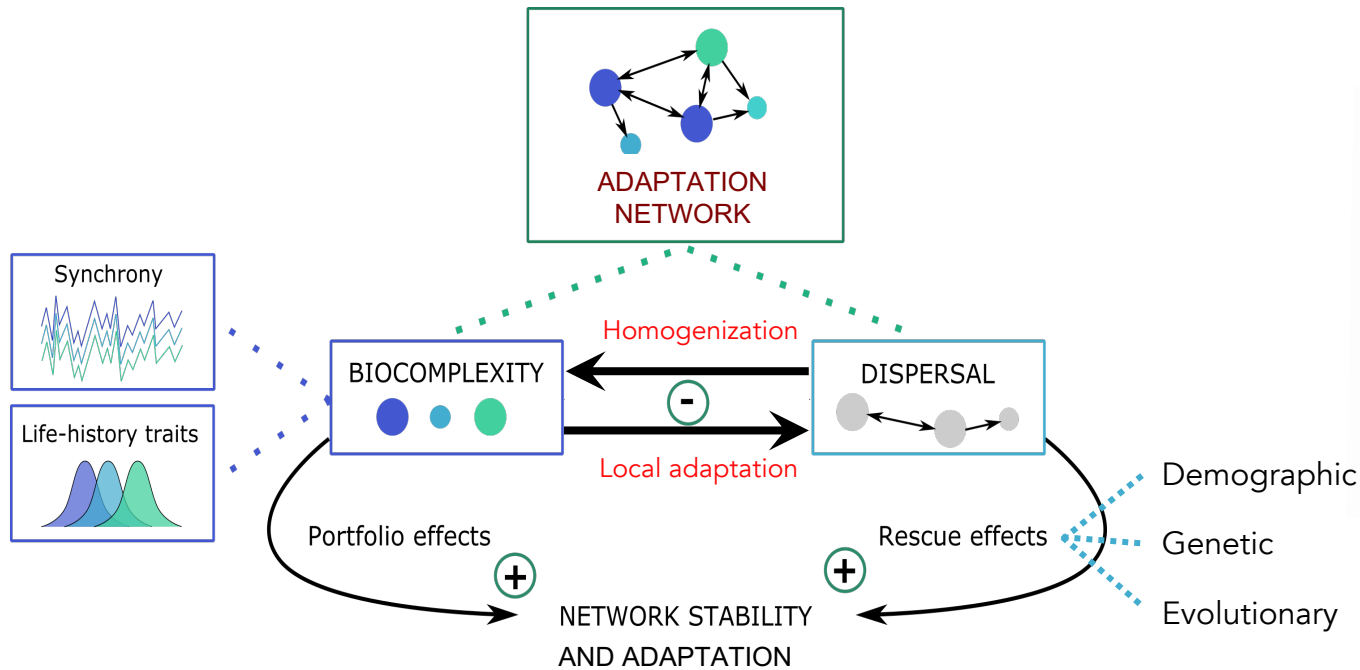 ADAPTATION
NETWORK
Synchrony
Life-history traits
Homogenization
BIOCOMPLEXITY
DISPERSAL
-
Local adaptation
Portfolio effects
+
Rescue effects
+
Demographic
Genetic
Evolutionary
NETWORK STABILITY
AND ADAPTATION